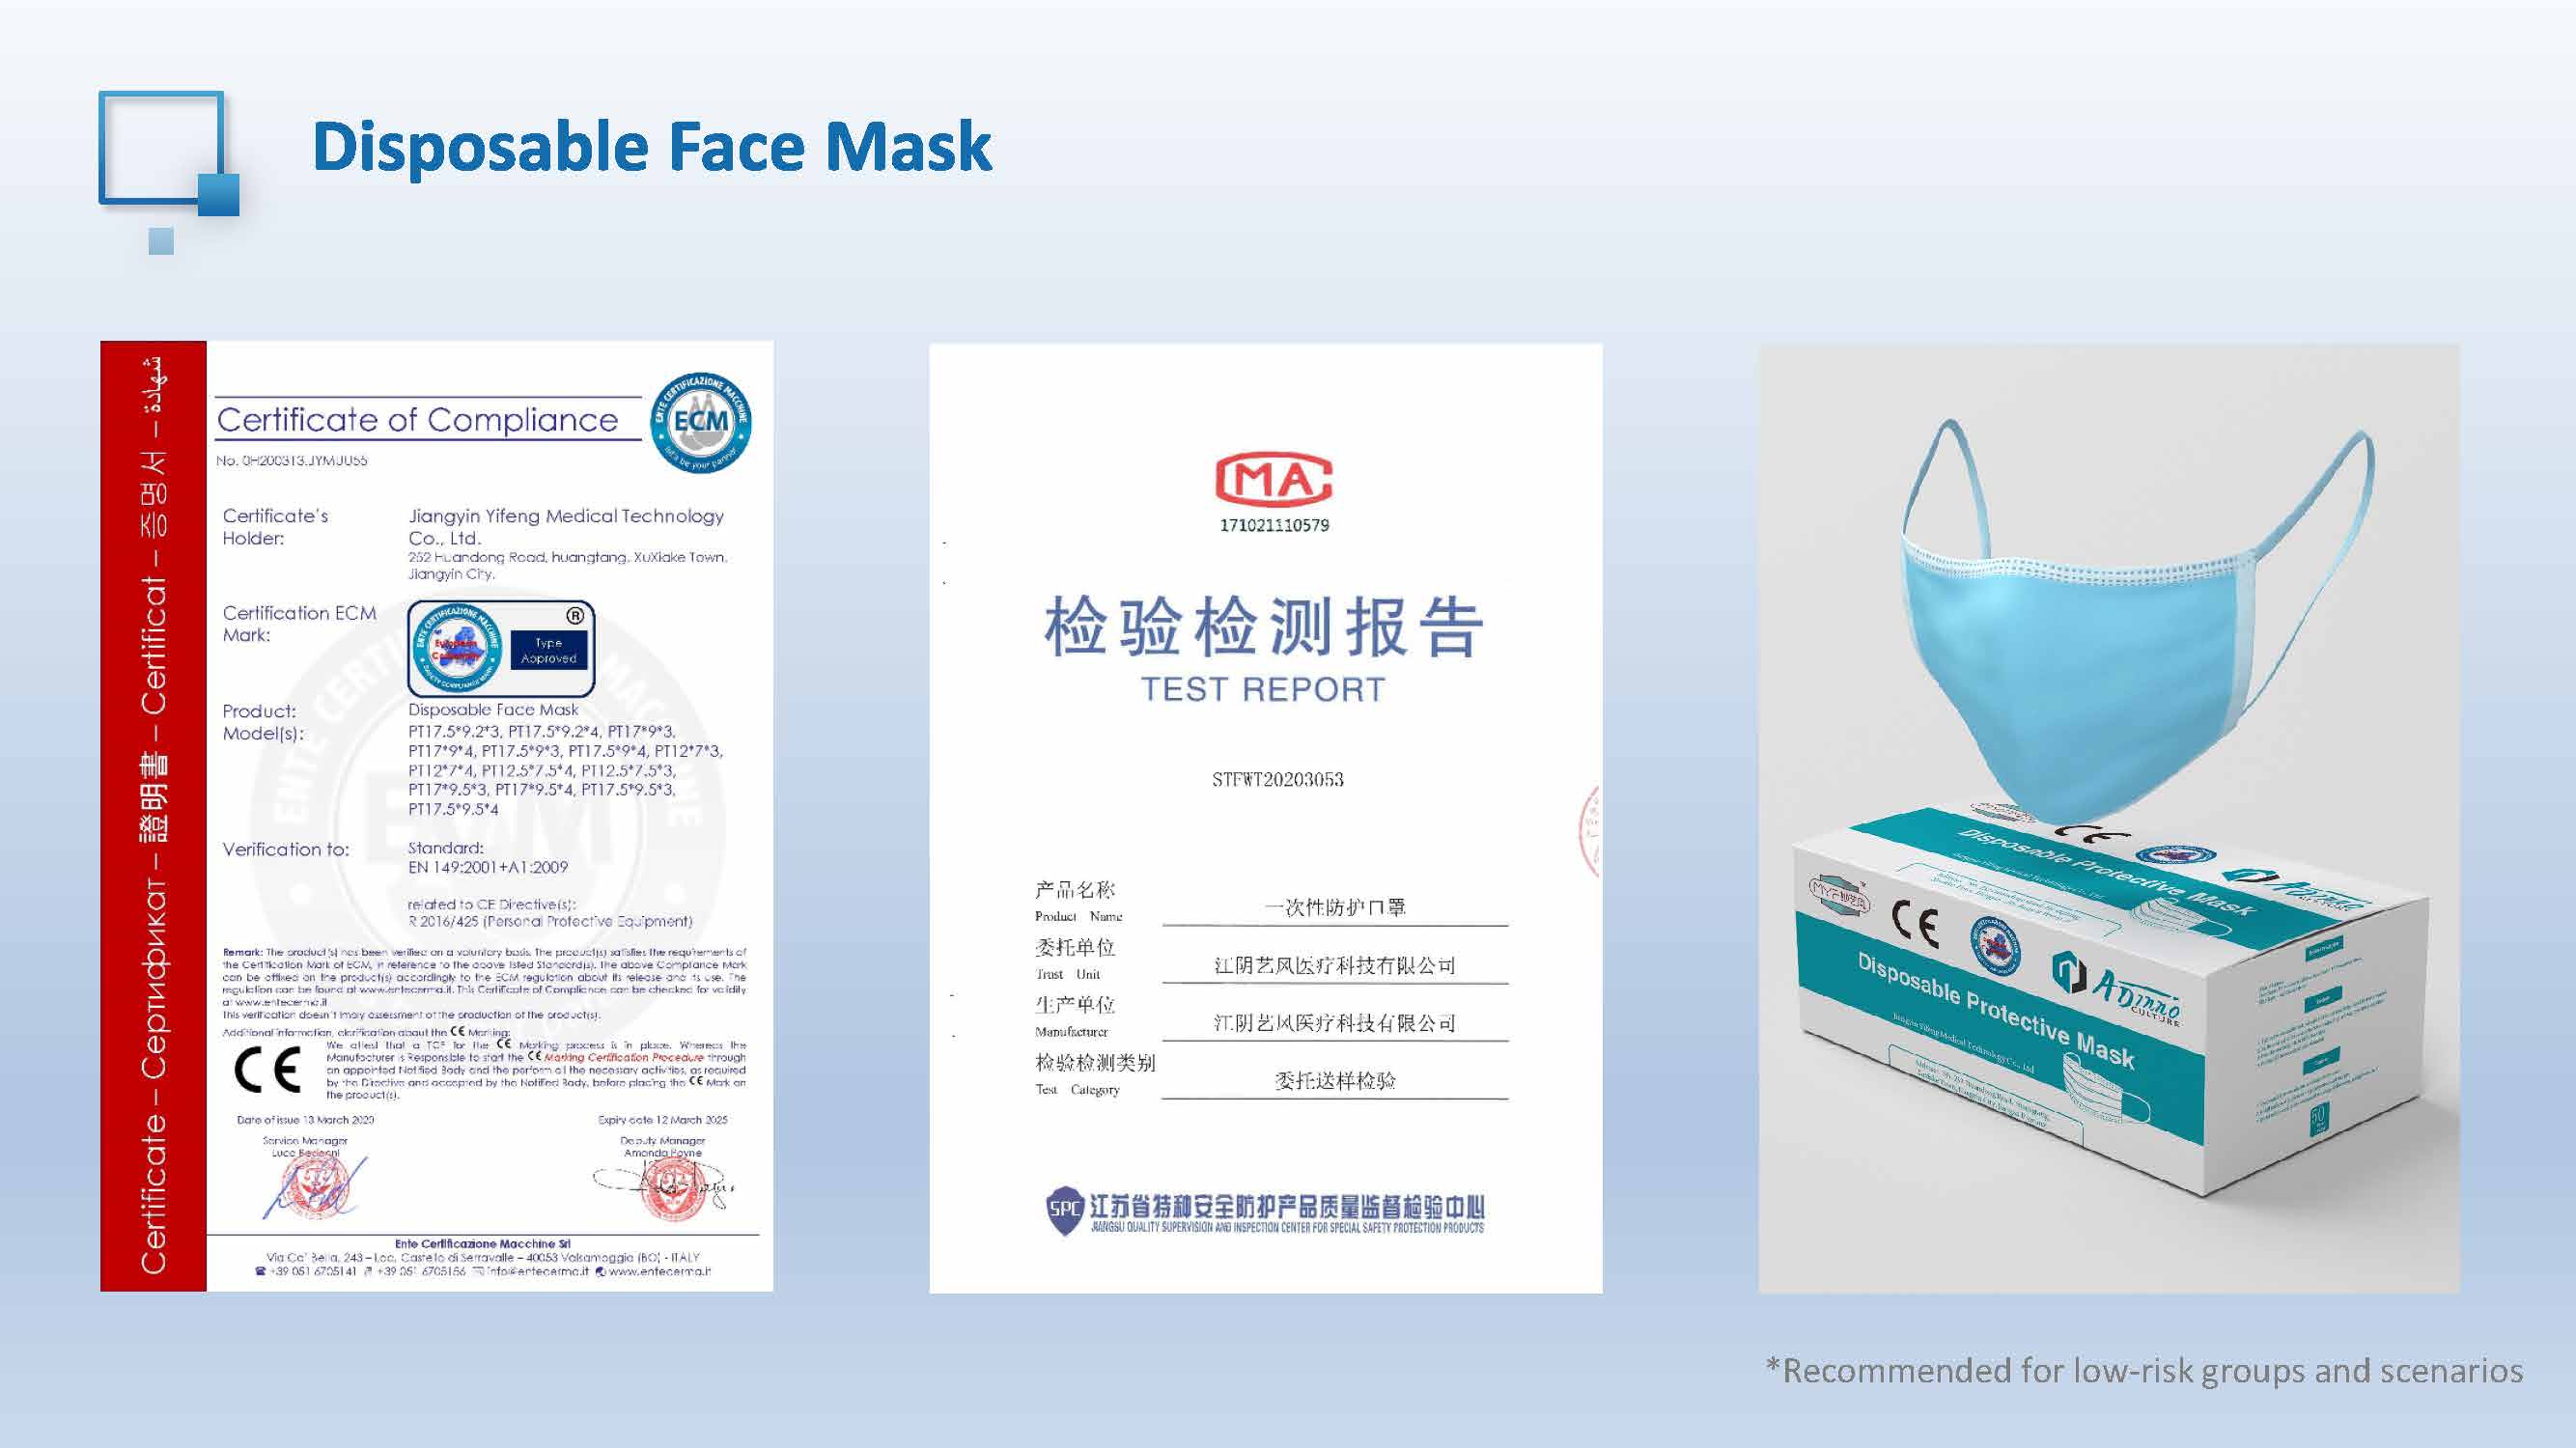 Disposable Face Mask
Certificate – Сертификат – 證明書 – Certificat – 증명서 – شهادة
Certificate of Compliance
ENTE CERTIFICAZIONE MACCHINE
ECM
let's be your partner
No. 0H200313.JYMUU55
Certificate's Holder:
Jiangyin Yifeng Medical Technology
Co., Ltd.
252 Huandong Road, huangtang, XuXiake Town,
Jiangyin City.
Certification ECM
Mark:
®
Type
Approved
Product: Disposable Face Mask
Model(s): PT17.5*9.2*3, PT17.5*9.2*4, PT17*9*3,
PT17*9*4, PT17.5*9*3, PT17.5*9*4, PT12*7*3,
PT12*7*4, PT12.5*7.5*4, PT12.5*7.5*3,
PT17*9.5*3, PT17*9.5*4, PT17.5*9.5*3,
PT17.5*9.5*4
Verification to: Standard:
EN 149:2001+A1:2009
related to CE Directive(s):
R 2016/425 (Personal Protective Equipment)
Remark: The product(s) has been verified on a voluntary basis. The product(s) satisfies the requirements of
the Certification Mark of ECM, in reference to the above listed Standard(s). The above Compliance Mark
can be affixed on the product(s) accordingly to the ECM regulation about its release and its use. The
regulation can be found at www.entecerma.it. This Certificate of Compliance can be checked for validity
at www.entecerma.it
This verification doesn't imply assessment of the production of the product(s).
Additional information, clarification about the CE Marking:
CE
We attest that a TCF for the CE Marking process is in place. Whereas the
Manufacturer is Responsible to start the CE Marking Certification Procedure through
an appointed Notified Body and the perform all the necessary activities, as required
by the Directive and accepted by the Notified Body, before placing the CE Mark on
the product(s).
Date of issue 13 March 2020 Expiry date 12 March 2025
Service Manager Deputy Manager
Luca Amanda Payne
Ente Certificazione Macchine Srl
Via Ca' Bella, 243 – Loc. Castello di Serravalle – 40053 Valsamoggia (BO) - ITALY
+39 051 6705141 +39 051 6705156 info@entecerma.it www.entecerma.it
MA
171021110579
检验检测报告
TEST REPORT
STFWT20203053
产品名称
Product Name
一次性防护口罩
委托单位
Trust Unit
江阴艺风医疗科技有限公司
生产单位
Manufacturer
江阴艺风医疗科技有限公司
检验检测类别
Test Category
委托送样检验
SPC 江苏省特种安全防护产品质量监督检验中心
JIANGSU QUALITY SUPERVISION AND INSPECTION CENTER FOR SPECIAL SAFETY PROTECTION PRODUCTS
CE
Disposable Protective Mask
Adinno
CE
ADINNO
CULTURE
Disposable Protective Mask
Jiangyin Yifeng Medical Technology Co., Ltd
50
*Recommended for low-risk groups and scenarios